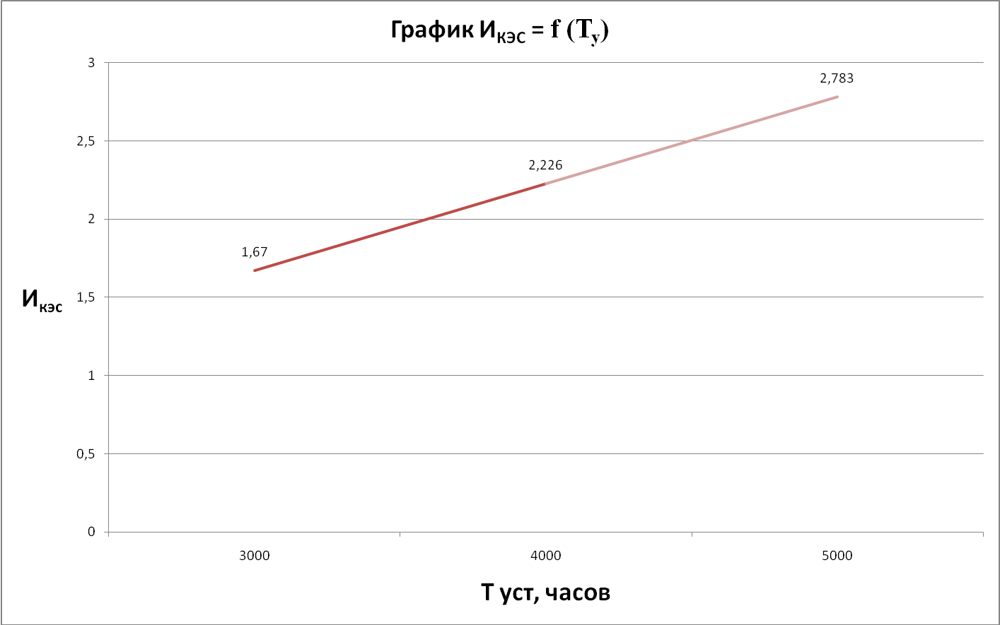 График ИКЭС = f (Ту)
3
2,783
2,5
2,226
2
1,67
Икэс
1,5
1
0,5
0
3000 4000 5000
Т уст, часов